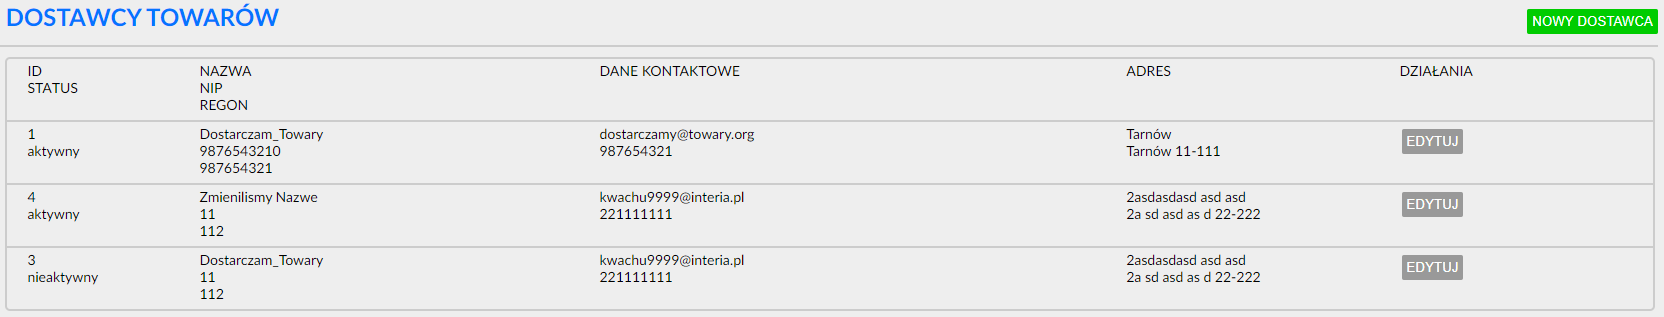 DOSTAWCY TOWARÓW
NOWY DOSTAWCA
ID NAZWA DANE KONTAKTOWE ADRES DZIAŁANIA
STATUS NIP
REGON
1 Dostarczam_Towary dostarczamy@towary.org Tarnów EDYTUJ
aktywny 9876543210 987654321 Tarnów 11-111
987654321
4 Zmienilismy Nazwe kwachu9999@interia.pl 2asdasdasd asd asd EDYTUJ
aktywny 11 221111111 2a sd asd as d 22-222
112
3 Dostarczam_Towary kwachu9999@interia.pl 2asdasdasd asd asd EDYTUJ
nieaktywny 11 221111111 2a sd asd as d 22-222
112